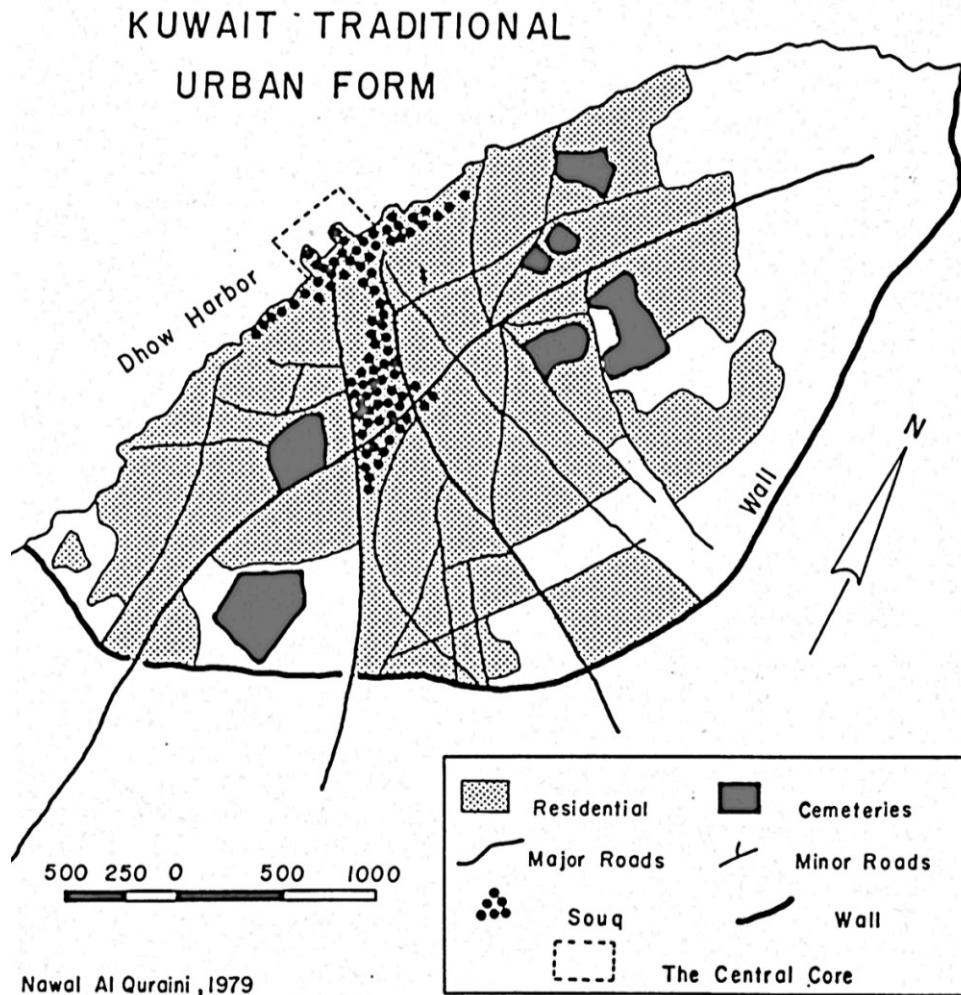 KUWAIT TRADITIONAL
URBAN FORM
Dhow Harbor
N
Wall
Residential
Cemeteries
Major Roads
Minor Roads
Souq
Wall
The Central Core
500 250 0 500 1000
Nawal Al Quraini, 1979